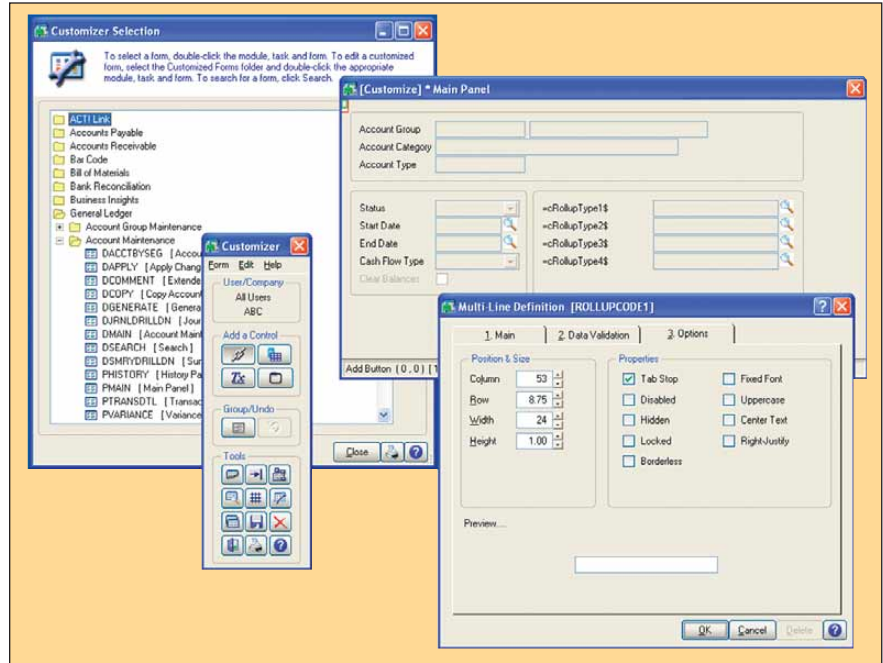 Customizer Selection
To select a form, double-click the module, task and form. To edit a customized
form, select the Customized Forms folder and double-click the appropriate
module, task and form. To search for a form, click Search.
ACT! Link
Accounts Payable
Accounts Receivable
Bar Code
Bill of Materials
Bank Reconciliation
Business Insights
General Ledger
Account Group Maintenance
Account Maintenance
DACCTBYSEG [Accou
DAPPLY [Apply Chang
DCOMMENT [Extende
DCOPY [Copy Account
DGENERATE [Genera
DJRNLDRILLDN [Jour
DMAIN [Account Maint
DSEARCH [Search]
DSMRYDRILLDN [Sur
PHISTORY [History Pa
PMAIN [Main Panel]
PTRANSDTL [Transac
PVARIANCE [Variance
Close
Customizer
Form Edit Help
User/Company
All Users
ABC
Add a Control
Tx
Group/Undo
Tools
[Customize] * Main Panel
Account Group
Account Category
Account Type
Status
Start Date
End Date
Cash Flow Type
Clear Balances
=cRollupType1$
=cRollupType2$
=cRollupType3$
=cRollupType4$
Add Button (0,0) [1
Multi-Line Definition [ROLLUPCODE1]
1. Main
2. Data Validation
3. Options
Position & Size
Column 53
Row 8.75
Width 24
Height 1.00
Properties
Tab Stop
Disabled
Hidden
Locked
Borderless
Fixed Font
Uppercase
Center Text
Right-Justify
Preview....
OK Cancel Delete